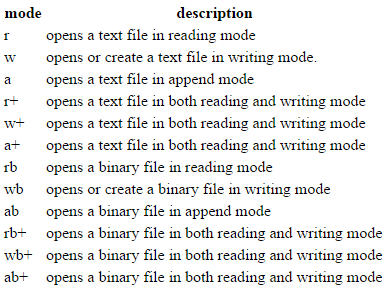 mode description
r opens a text file in reading mode
w opens or create a text file in writing mode.
a opens a text file in append mode
r+ opens a text file in both reading and writing mode
w+ opens a text file in both reading and writing mode
a+ opens a text file in both reading and writing mode
rb opens a binary file in reading mode
wb opens or create a binary file in writing mode
ab opens a binary file in append mode
rb+ opens a binary file in both reading and writing mode
wb+ opens a binary file in both reading and writing mode
ab+ opens a binary file in both reading and writing mode